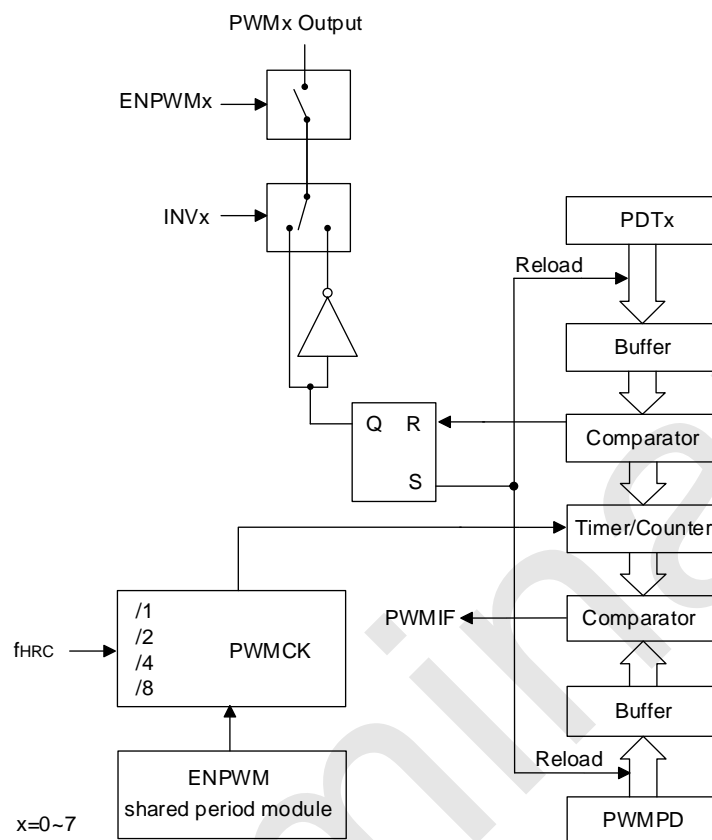 PWMx Output
ENPWMx
INVx
PDTx
Reload
Buffer
Q R
S
Comparator
Timer/Counter
/1
/2
/4
/8
PWMCK
fHRC
PWMIF
Comparator
Buffer
Reload
ENPWM
shared period module
PWMPD
x=0~7